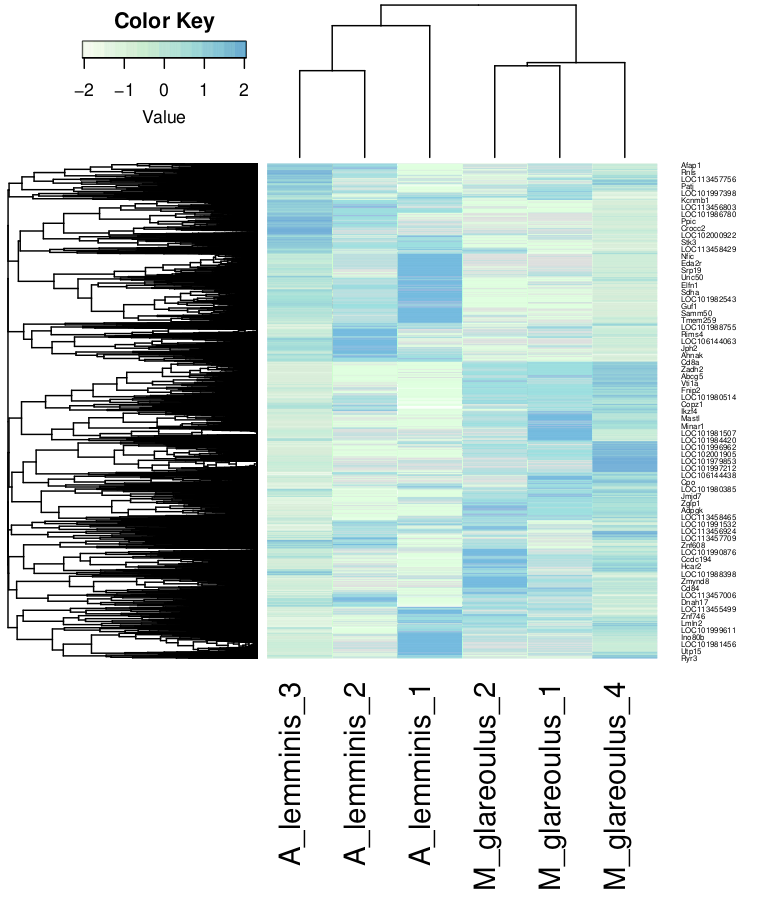 Color Key
−2 −1 0 1 2
Value
Afap1
Rnls
LOC113457756
Patj
LOC101997398
Kcnmb1
LOC113456803
LOC101986780
Ppic
Crocc2
LOC102000922
Stk3
LOC113458429
Nfic
Eda2r
Srp19
Unc50
Elfn1
Sdha
LOC101982543
Guf1
Samm50
Tmem259
LOC101988755
Rims4
LOC106144063
Jph2
Ahnak
Cd8a
Zadh2
Abcg5
Vti1a
Fnip2
LOC101980514
Copz1
Ikzf4
Mastl
Minar1
LOC101981507
LOC101984420
LOC101996962
LOC102001905
LOC101979853
LOC101997212
LOC106144438
Cpo
LOC101980385
Jmjd7
Zglp1
Adpgk
LOC113458465
LOC101991532
LOC113456924
LOC113457709
Znf608
LOC101990876
Ccdc194
Hcar2
LOC101988398
Zmynd8
Cd84
LOC113457006
Dnah17
LOC113455499
Znf746
Lmln2
LOC101999611
Ino80b
LOC101981456
Utp15
Ryr3
A_lemminis_3
A_lemminis_2
A_lemminis_1
M_glareoulus_2
M_glareoulus_1
M_glareoulus_4